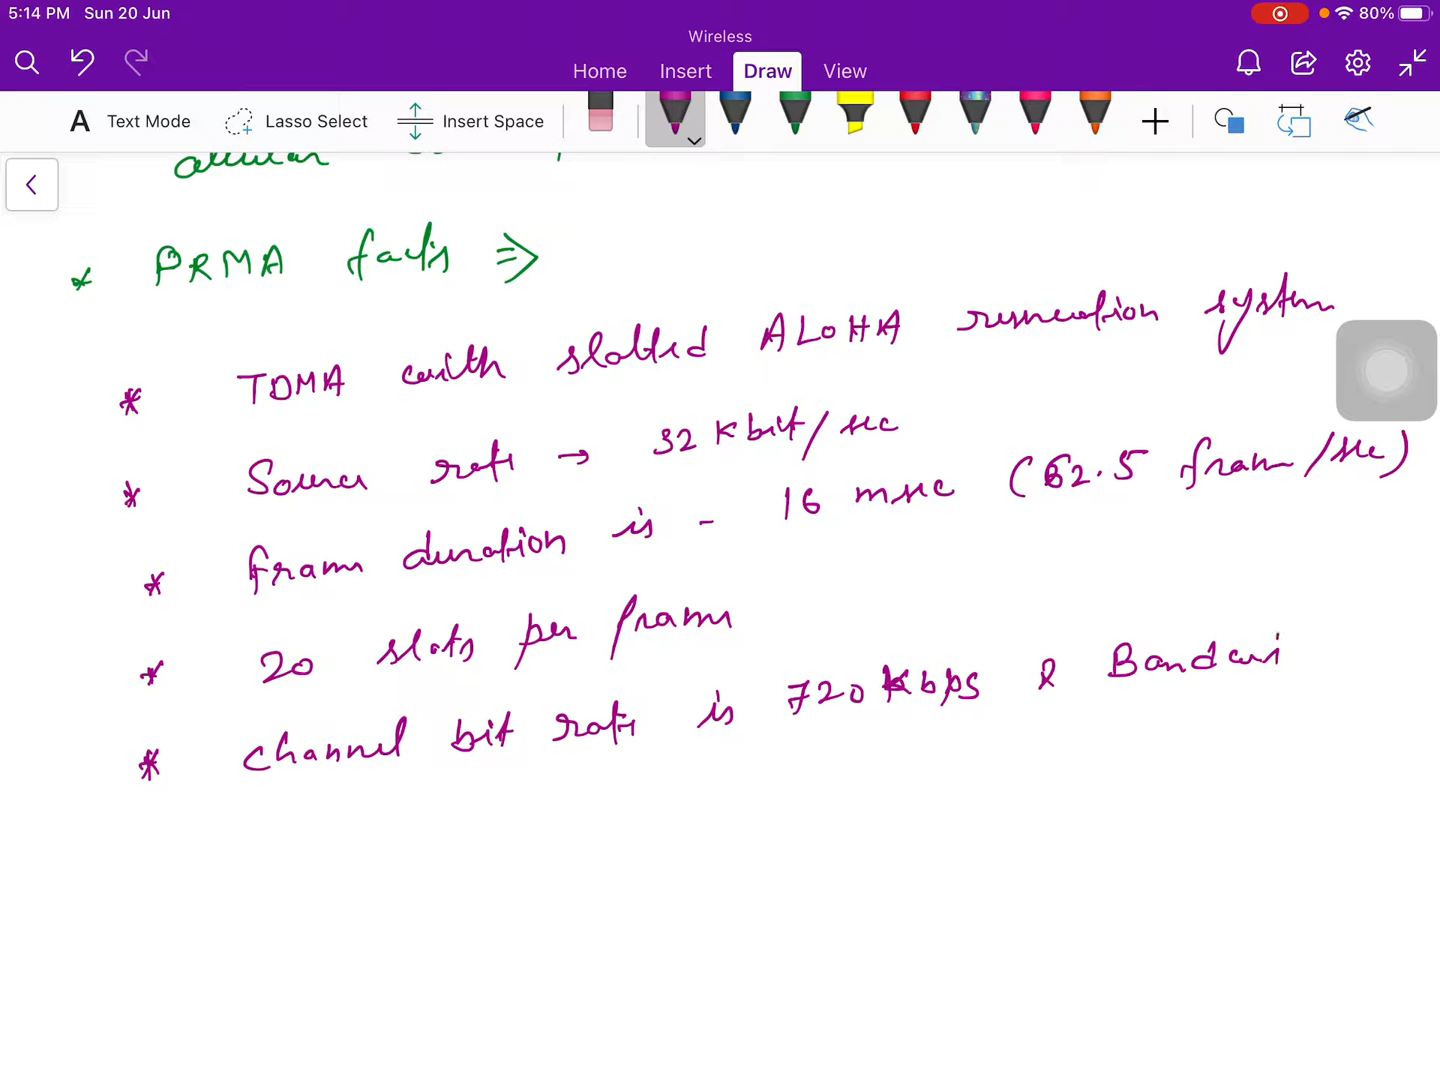 5:14 PM Sun 20 Jun 80%
Wireless
Home Insert Draw View
A Text Mode Lasso Select Insert Space
cellular
* PRMA facts ⇒
* TDMA with slotted ALOHA reservation system
* Source rate → 32 kbit/sec
* frame duration is - 16 msec (62.5 frame/sec)
* 20 slots per frame
* channel bit rate is 720 kbps & Bandwi